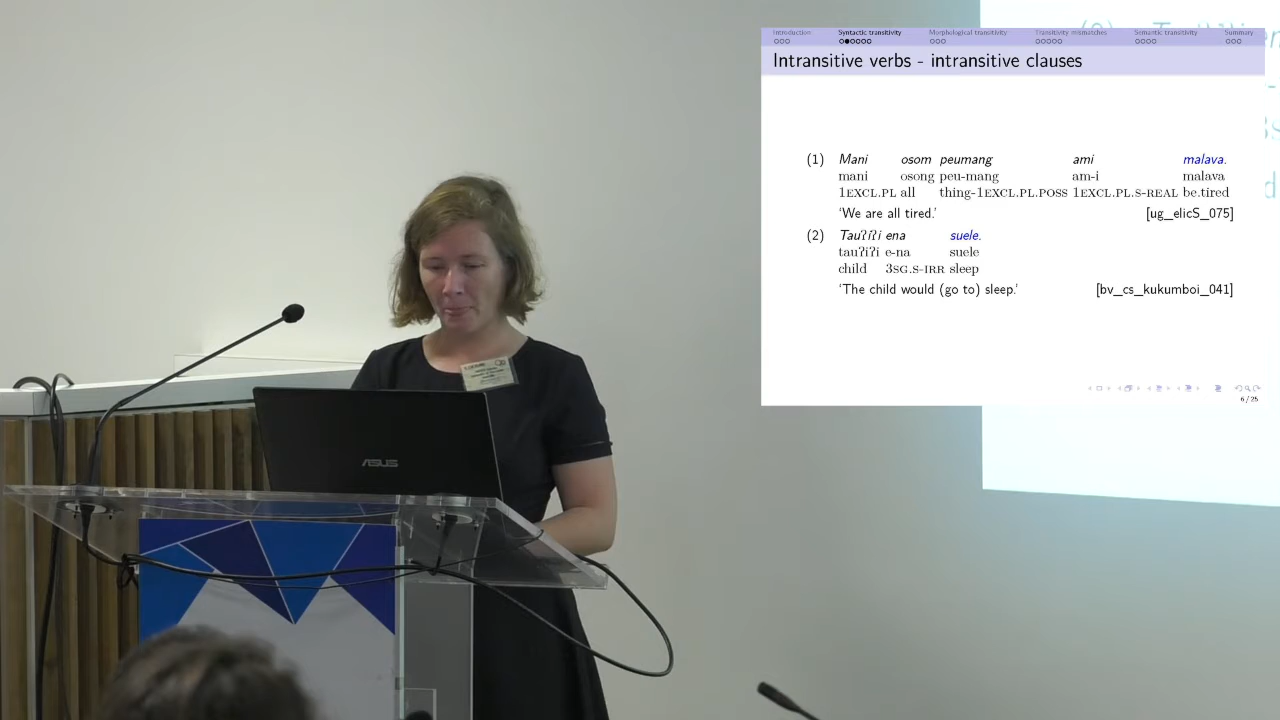 Introduction Syntactic transitivity Morphological transitivity Transitivity mismatches Semantic transitivity Summary
Intransitive verbs - intransitive clauses
(1) Mani osom peumang ami malava.
mani osong peu-mang am-i malava
1EXCL.PL all thing-1EXCL.PL.POSS 1EXCL.PL.S-REAL be.tired
‘We are all tired.’ [ug_elicS_075]
(2) Tauʔiʔi ena suele.
tauʔiʔi e-na suele
child 3SG.S-IRR sleep
‘The child would (go to) sleep.’ [bv_cs_kukumboi_041]
6 / 25
ASUS